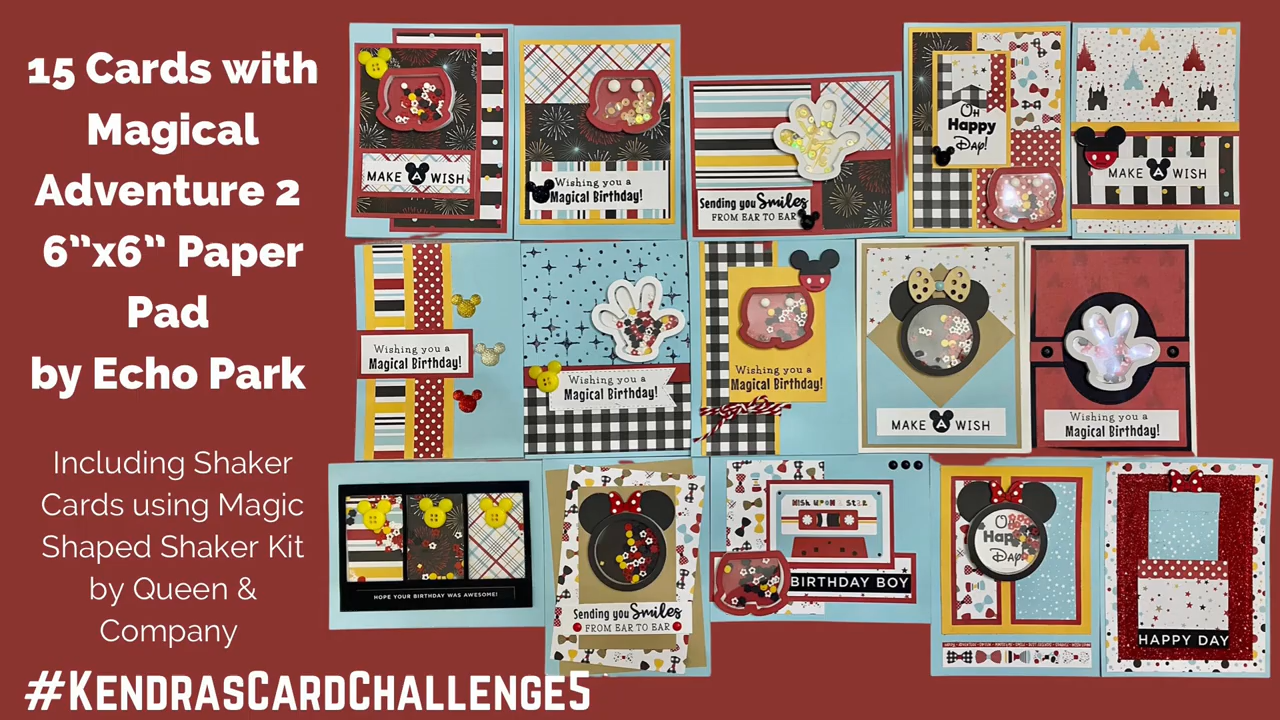 15 Cards with
Magical
Adventure 2
6”x6” Paper
Pad
by Echo Park
Including Shaker
Cards using Magic
Shaped Shaker Kit
by Queen &
Company
#KendrasCardChallenge5
MAKE A WISH
Wishing you a
Magical Birthday!
Sending you Smiles
FROM EAR TO EAR
Oh
Happy
Day!
MAKE A WISH
Wishing you a
Magical Birthday!
Wishing you a
Magical Birthday!
Wishing you a
Magical Birthday!
MAKE A WISH
Wishing you a
Magical Birthday!
HOPE YOUR BIRTHDAY WAS AWESOME!
Sending you Smiles
FROM EAR TO EAR
WISH UPON A STAR
BIRTHDAY BOY
Oh
Happy
Day!
HAPPY DAY